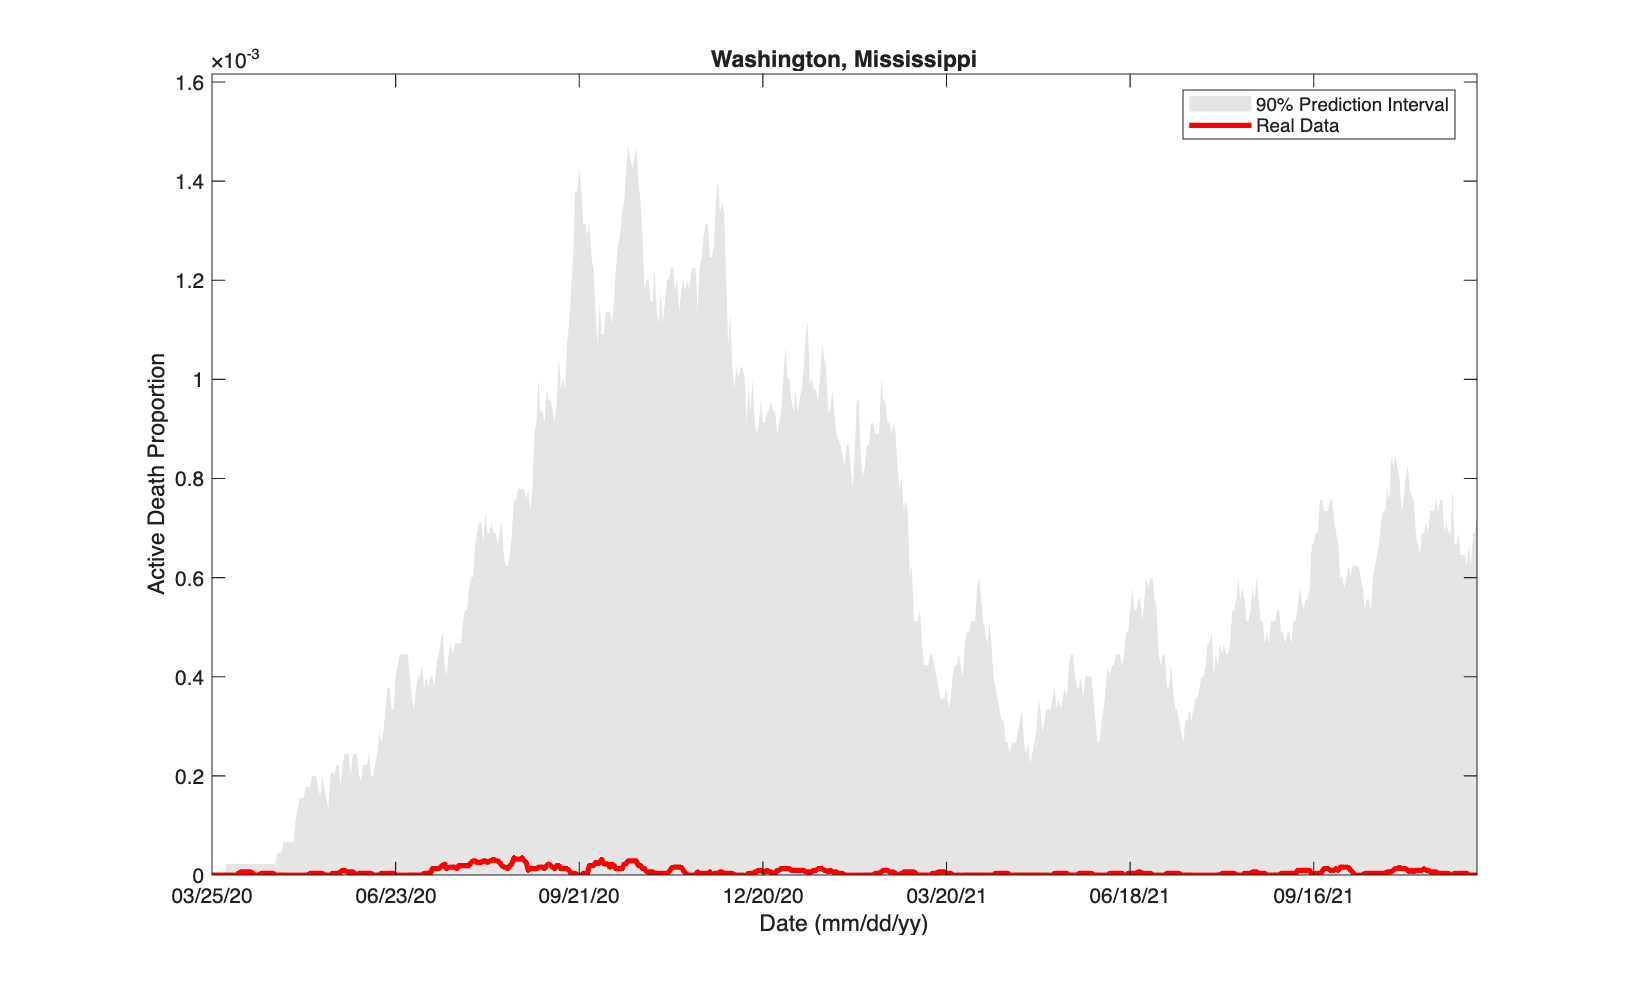 Washington, Mississippi
×10-3
1.6
1.4
1.2
1
0.8
0.6
0.4
0.2
0
Active Death Proportion
90% Prediction Interval
Real Data
03/25/20 06/23/20 09/21/20 12/20/20 03/20/21 06/18/21 09/16/21
Date (mm/dd/yy)